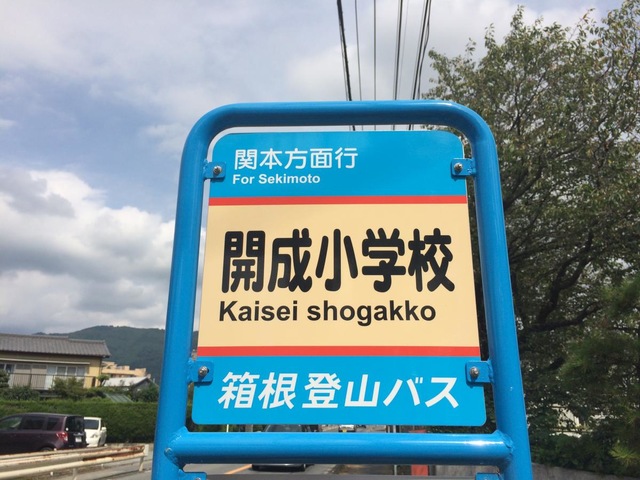 関本方面行
For Sekimoto
開成小学校
Kaisei shogakko
箱根登山バス